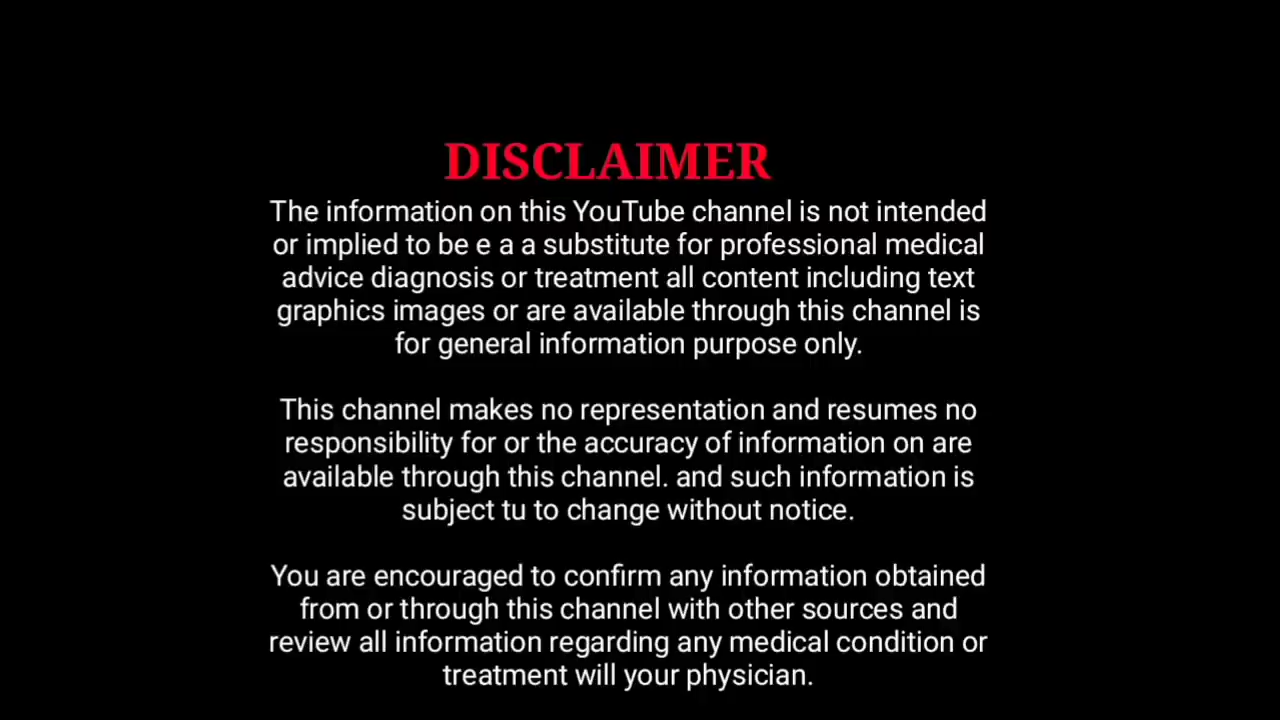 DISCLAIMER
The information on this YouTube channel is not intended
or implied to be e a a substitute for professional medical
advice diagnosis or treatment all content including text
graphics images or are available through this channel is
for general information purpose only.
This channel makes no representation and resumes no
responsibility for or the accuracy of information on are
available through this channel. and such information is
subject tu to change without notice.
You are encouraged to confirm any information obtained
from or through this channel with other sources and
review all information regarding any medical condition or
treatment will your physician.